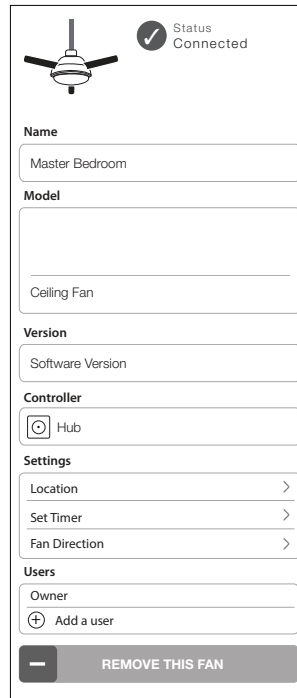 Status
Connected
Name
Master Bedroom
Model
Ceiling Fan
Version
Software Version
Controller
Hub
Settings
Location
Set Timer
Fan Direction
Users
Owner
Add a user
REMOVE THIS FAN